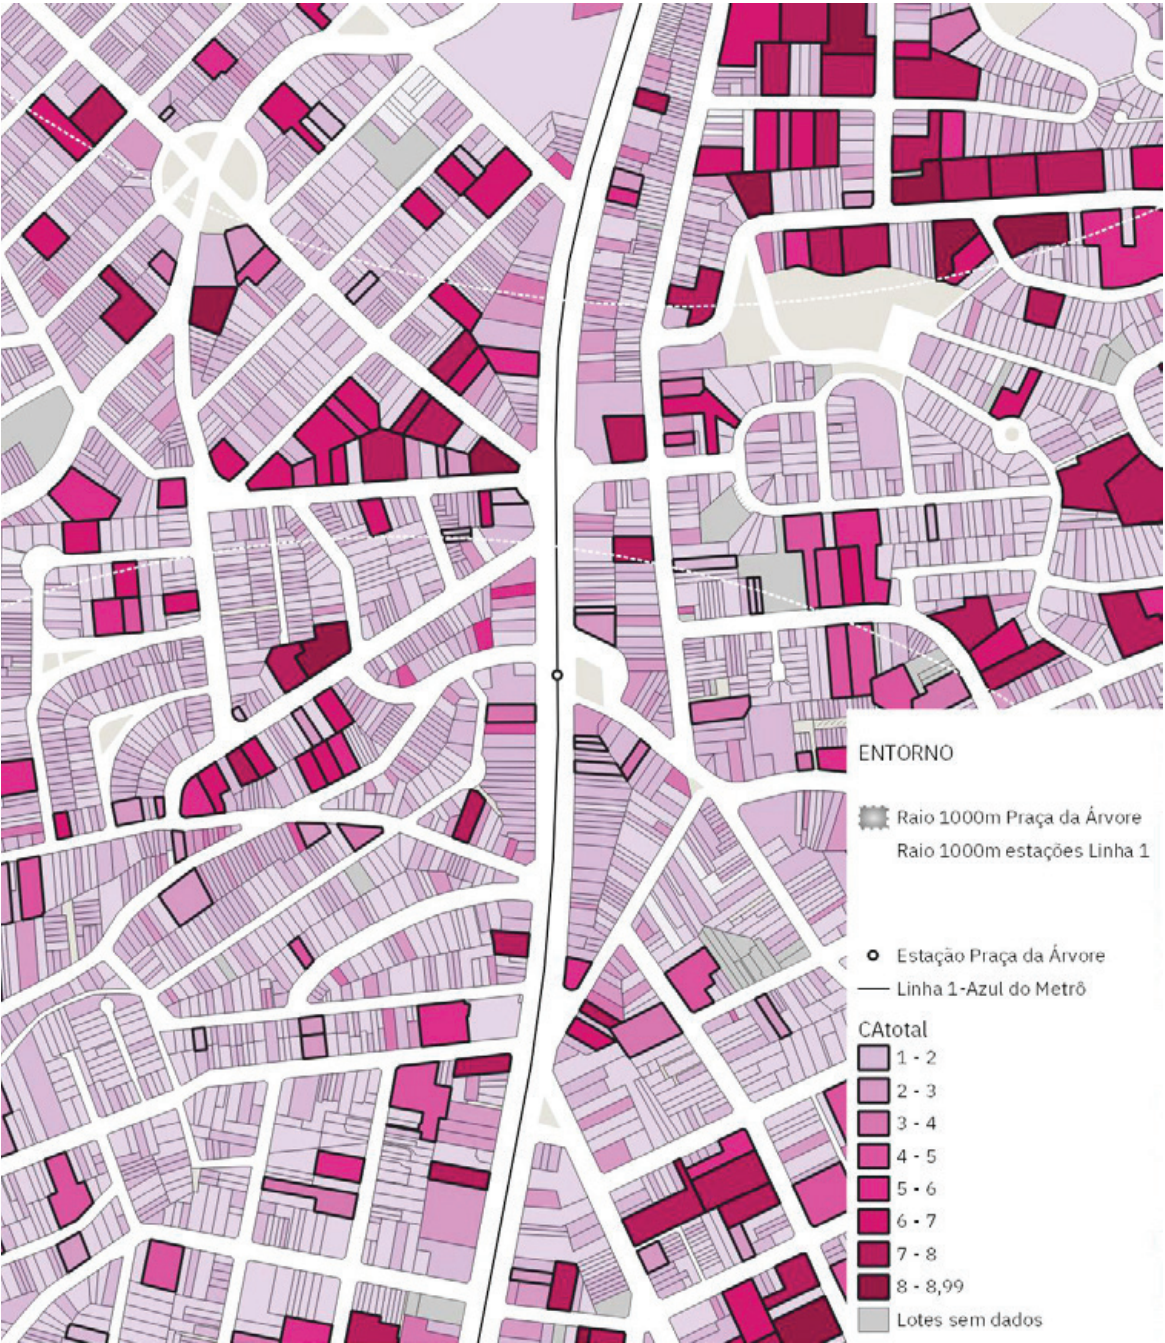 ENTORNO
Raio 1000m Praça da Árvore
Raio 1000m estações Linha 1
Estação Praça da Árvore
Linha 1-Azul do Metrô
CAtotal
1 - 2
2 - 3
3 - 4
4 - 5
5 - 6
6 - 7
7 - 8
8 - 8,99
Lotes sem dados